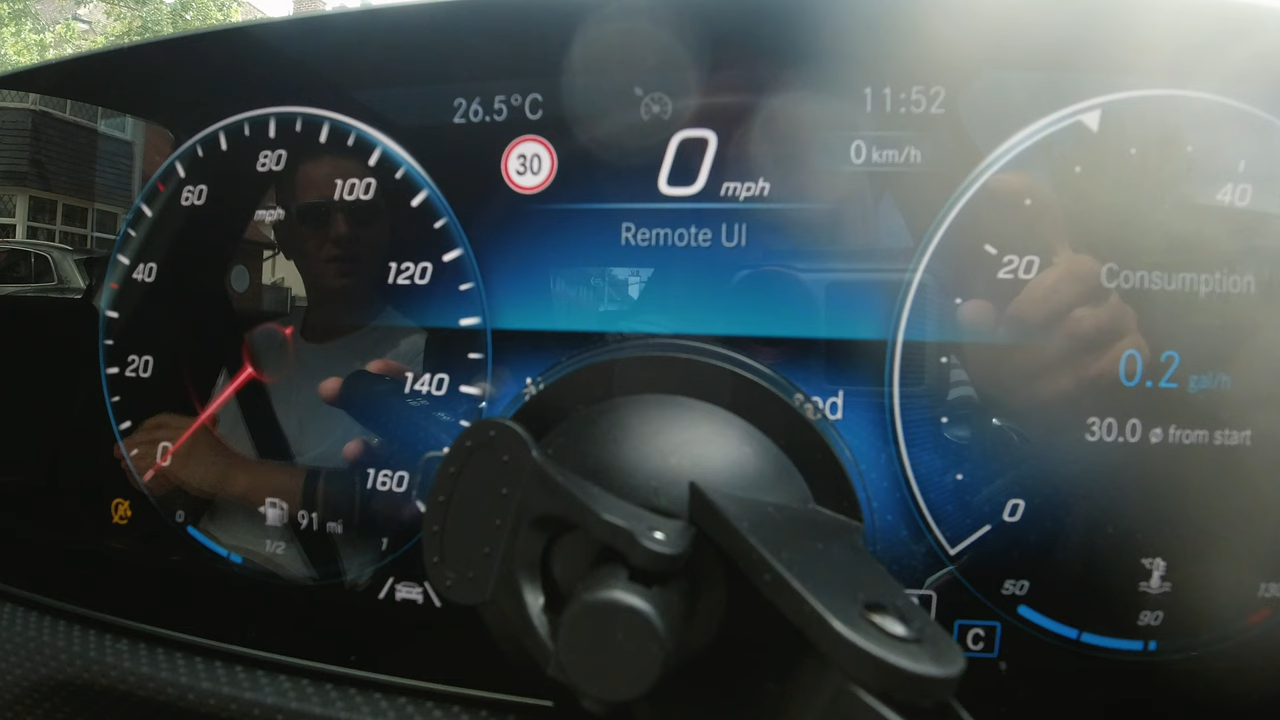 26.5°C
11:52
30
0 mph
0 km/h
Remote UI
mph
0
20
40
60
80
100
120
140
160
91 mi
0
1/2
1
0
20
40
Consumption
0.2 gal/h
30.0 ø from start
50
90
C